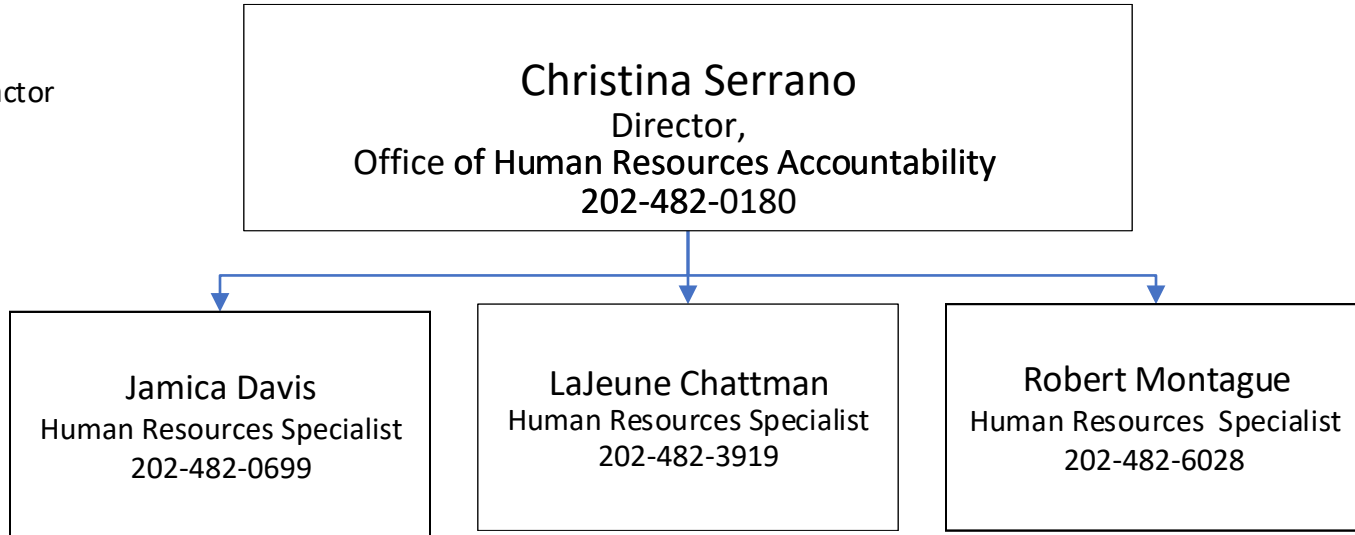 Christina Serrano
Director,
Office of Human Resources Accountability
202-482-0180
Jamica Davis
Human Resources Specialist
202-482-0699
LaJeune Chattman
Human Resources Specialist
202-482-3919
Robert Montague
Human Resources Specialist
202-482-6028